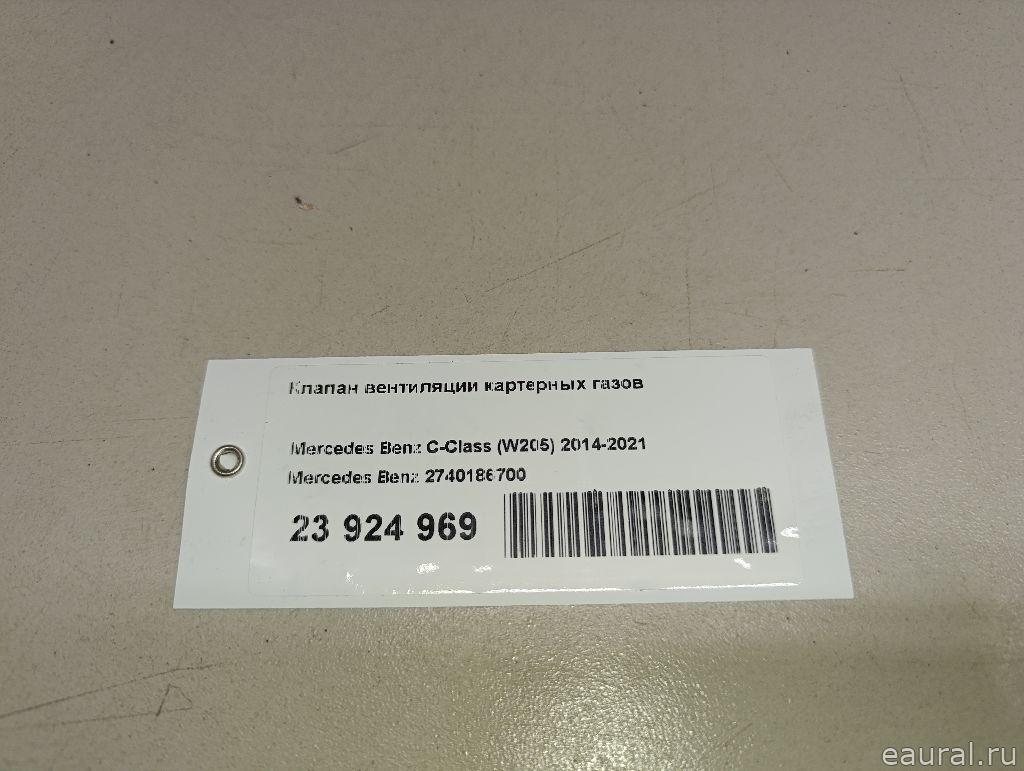 Клапан вентиляции картерных газов
Mercedes Benz C-Class (W205) 2014-2021
Mercedes Benz 2740186700
23 924 969
eaural.ru